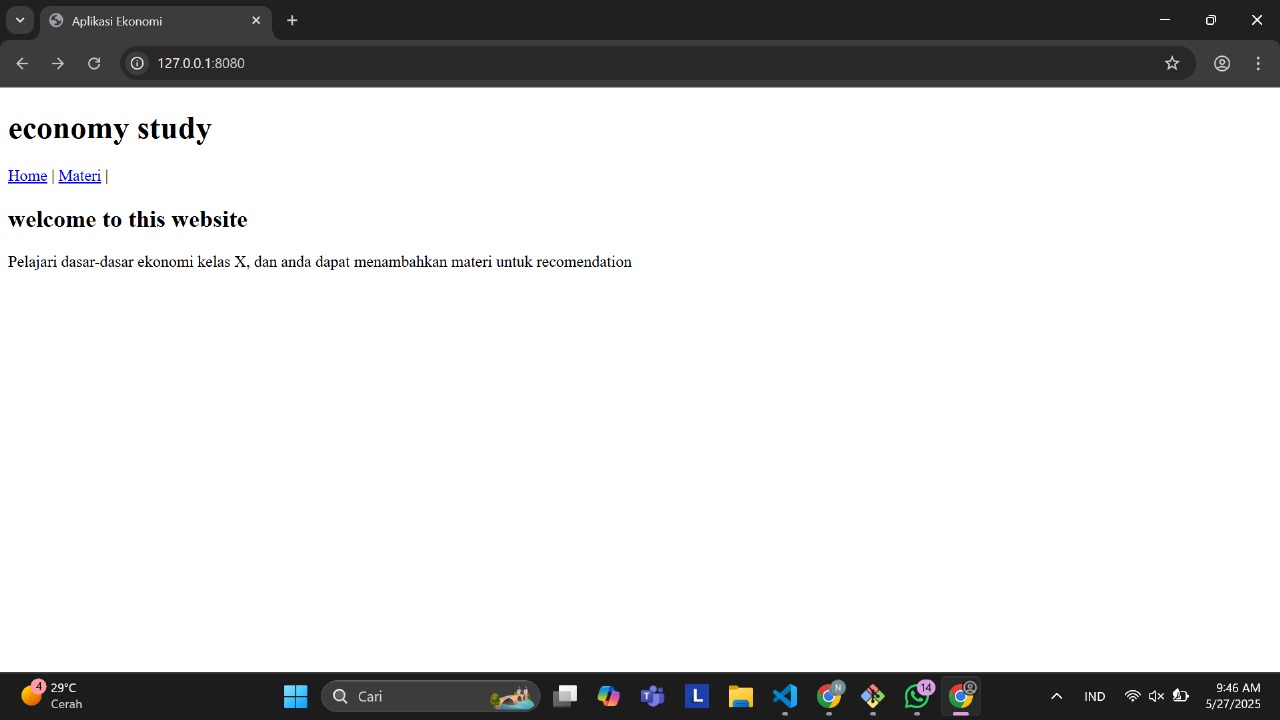 Aplikasi Ekonomi
127.0.0.1:8080
economy study
Home | Materi |
welcome to this website
Pelajari dasar-dasar ekonomi kelas X, dan anda dapat menambahkan materi untuk recomendation
4
29°C
Cerah
Cari
T
L
N
14
IND
9:46 AM
5/27/2025